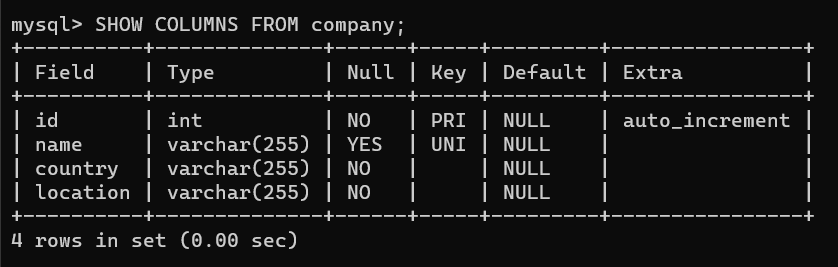 mysql> SHOW COLUMNS FROM company;
+----------+--------------+------+-----+---------+----------------+
| Field    | Type         | Null | Key | Default | Extra          |
+----------+--------------+------+-----+---------+----------------+
| id       | int          | NO   | PRI | NULL    | auto_increment |
| name     | varchar(255) | YES  | UNI | NULL    |                |
| country  | varchar(255) | NO   |     | NULL    |                |
| location | varchar(255) | NO   |     | NULL    |                |
+----------+--------------+------+-----+---------+----------------+
4 rows in set (0.00 sec)